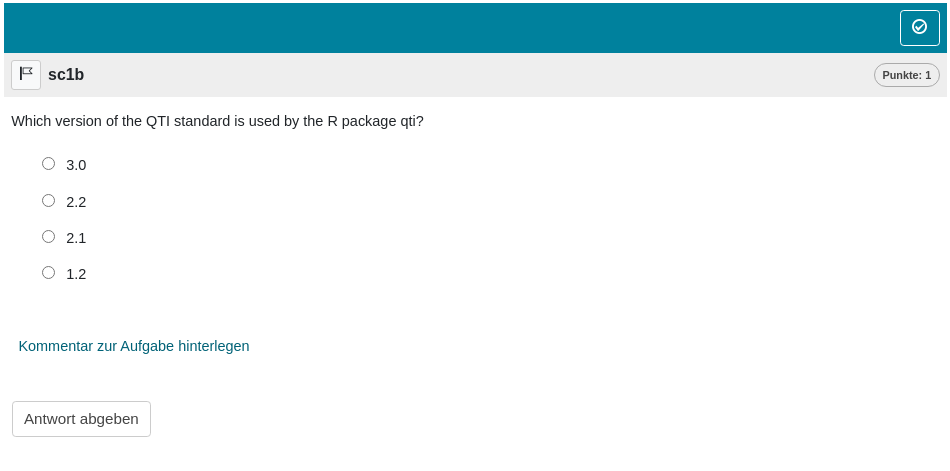 sc1b
Punkte: 1
Which version of the QTI standard is used by the R package qti?
3.0
2.2
2.1
1.2
Kommentar zur Aufgabe hinterlegen
Antwort abgeben